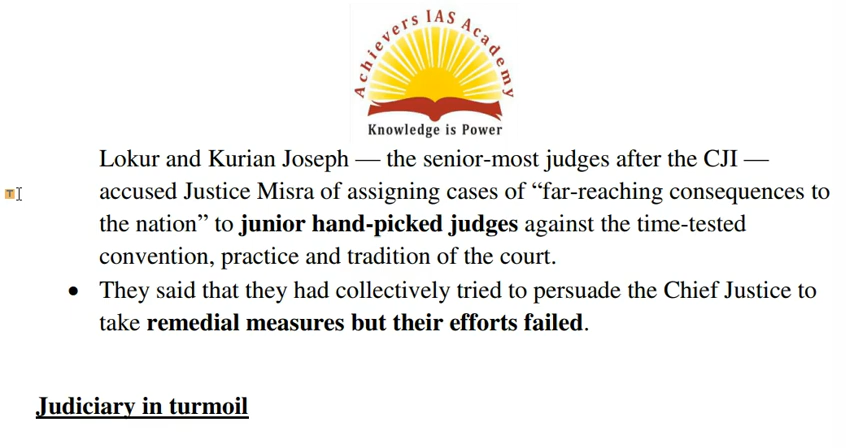 Achievers IAS Academy
Knowledge is Power
Lokur and Kurian Joseph — the senior-most judges after the CJI —
accused Justice Misra of assigning cases of “far-reaching consequences to
the nation” to junior hand-picked judges against the time-tested
convention, practice and tradition of the court.
• They said that they had collectively tried to persuade the Chief Justice to
take remedial measures but their efforts failed.
Judiciary in turmoil